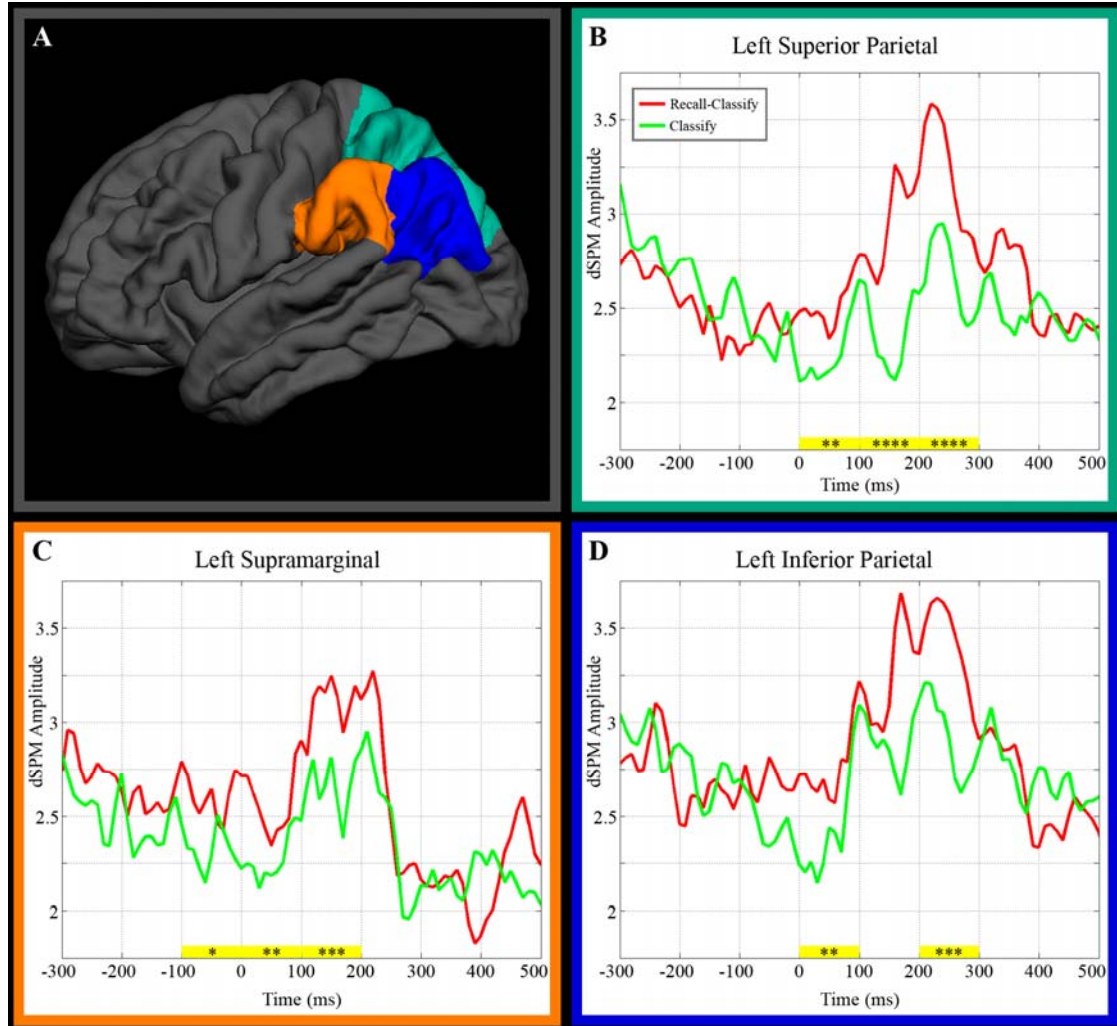 A
B
Left Superior Parietal
Recall-Classify
Classify
dSPM Amplitude
3.5
3
2.5
2
** **** ****
-300 -200 -100 0 100 200 300 400 500
Time (ms)
C
Left Supramarginal
dSPM Amplitude
3.5
3
2.5
2
* ** ***
-300 -200 -100 0 100 200 300 400 500
Time (ms)
D
Left Inferior Parietal
dSPM Amplitude
3.5
3
2.5
2
** ***
-300 -200 -100 0 100 200 300 400 500
Time (ms)